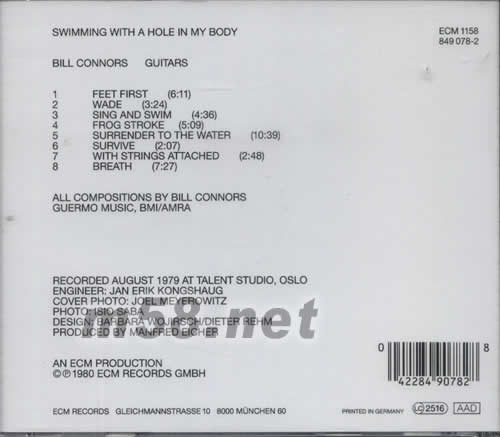 SWIMMING WITH A HOLE IN MY BODY
ECM 1158
849 078-2
BILL CONNORS GUITARS
1 FEET FIRST (6:11)
2 WADE (3:24)
3 SING AND SWIM (4:36)
4 FROG STROKE (5:09)
5 SURRENDER TO THE WATER (10:39)
6 SURVIVE (2:07)
7 WITH STRINGS ATTACHED (2:48)
8 BREATH (7:27)
ALL COMPOSITIONS BY BILL CONNORS
GUERMO MUSIC, BMI/AMRA
RECORDED AUGUST 1979 AT TALENT STUDIO, OSLO
ENGINEER: JAN ERIK KONGSHAUG
COVER PHOTO: JOEL MEYEROWITZ
PHOTO: ISIO SABA
DESIGN: BARBARA WOJIRSCH/DIETER REHM
PRODUCED BY MANFRED EICHER
m58.net
AN ECM PRODUCTION
©℗1980 ECM RECORDS GMBH
0 42284 90782 8
ECM RECORDS GLEICHMANNSTRASSE 10 8000 MÜNCHEN 60
PRINTED IN GERMANY
LC 2516
AAD